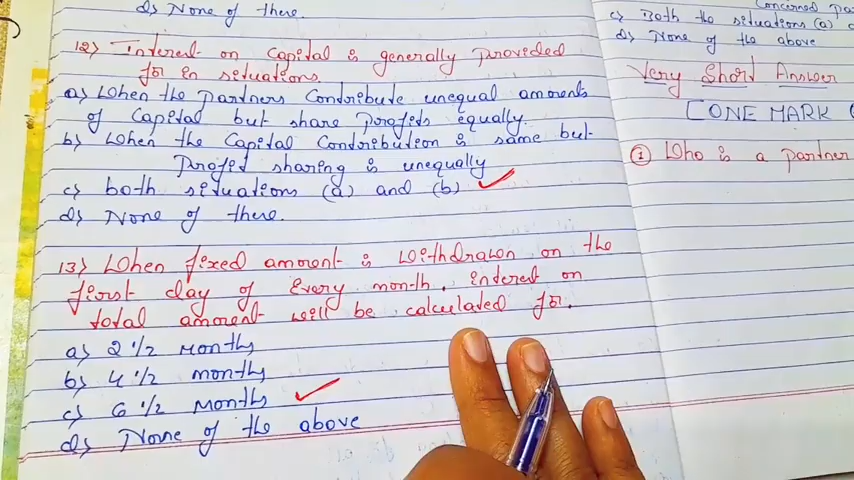 d) None of there.
12) Interest on capital is generally provided
for in situations.
a) When the partners Contribute unequal amounts
of Capital but share Profits equally.
b) When the Capital Contribution is same but
Profit sharing is unequally
c) both situations (a) and (b)
d) None of there.
13) When fixed amount is withdrawn on the
first day of Every month. interest on
total amount will be calculated for.
a) 2 1/2 months
b) 4 1/2 months
c) 6 1/2 months
d) None of the above
Concerned Pa
c) Both the situations (a)
d) None of the above
Very Short Answer
[ONE MARK
① Who is a partner